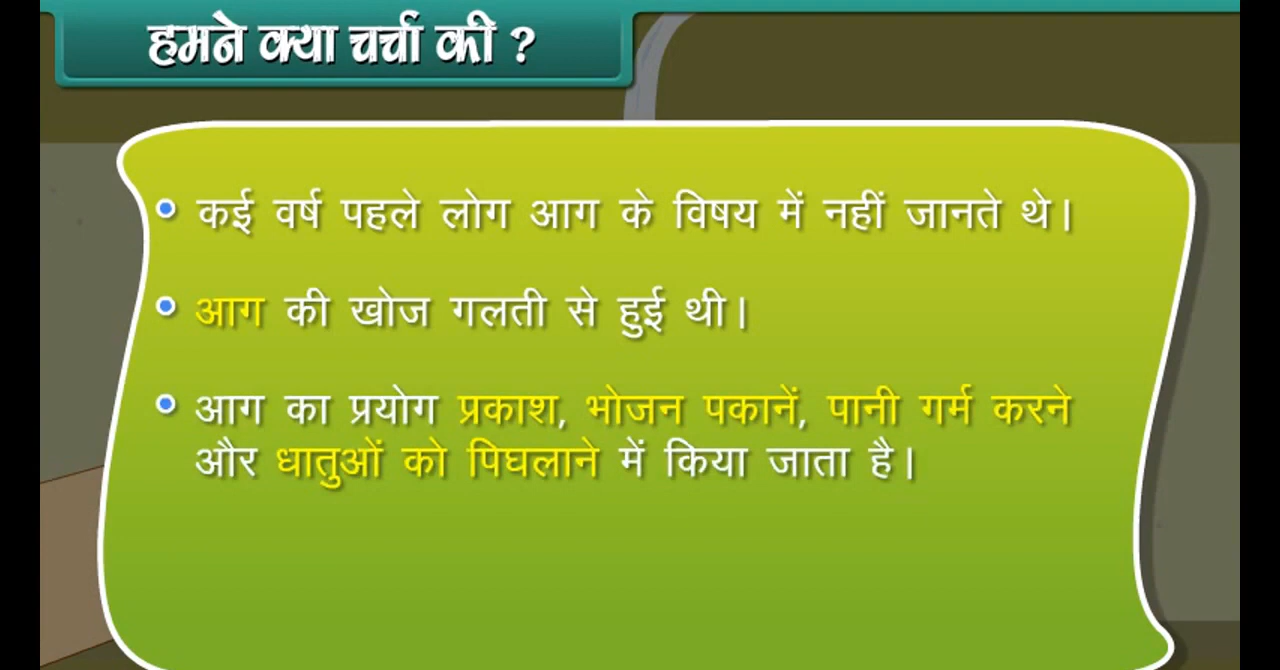 हमने क्या चर्चा की ?
• कई वर्ष पहले लोग आग के विषय में नहीं जानते थे।
• आग की खोज गलती से हुई थी।
• आग का प्रयोग प्रकाश, भोजन पकानें, पानी गर्म करने
और धातुओं को पिघलाने में किया जाता है।